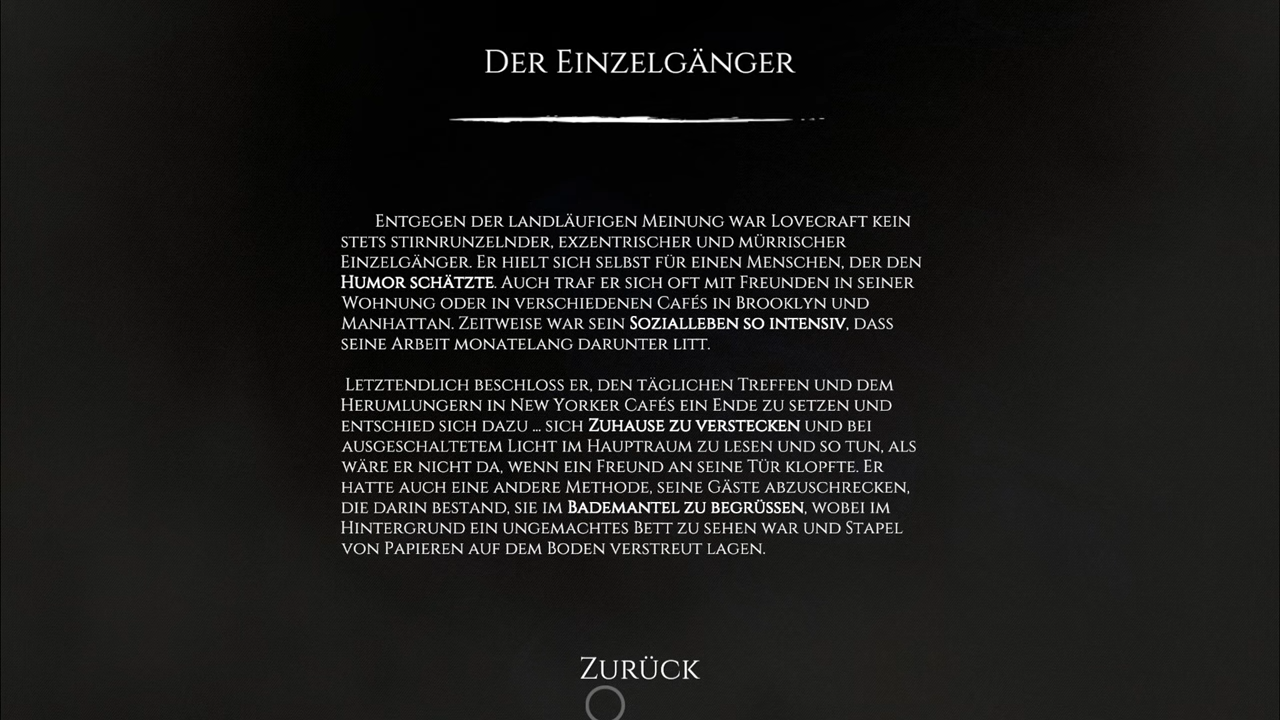 Der Einzelgänger
Entgegen der landläufigen Meinung war Lovecraft kein
stets stirnrunzelnder, exzentrischer und mürrischer
Einzelgänger. Er hielt sich selbst für einen Menschen, der den
Humor schätzte. Auch traf er sich oft mit Freunden in seiner
Wohnung oder in verschiedenen Cafés in Brooklyn und
Manhattan. Zeitweise war sein Sozialleben so intensiv, dass
seine Arbeit monatelang darunter litt.
Letztendlich beschloss er, den täglichen Treffen und dem
Herumlungern in New Yorker Cafés ein Ende zu setzen und
entschied sich dazu ... sich Zuhause zu verstecken und bei
ausgeschaltetem Licht im Hauptraum zu lesen und so tun, als
wäre er nicht da, wenn ein Freund an seine Tür klopfte. Er
hatte auch eine andere Methode, seine Gäste abzuschrecken,
die darin bestand, sie im Bademantel zu begrüssen, wobei im
Hintergrund ein ungemachtes Bett zu sehen war und Stapel
von Papieren auf dem Boden verstreut lagen.
Zurück